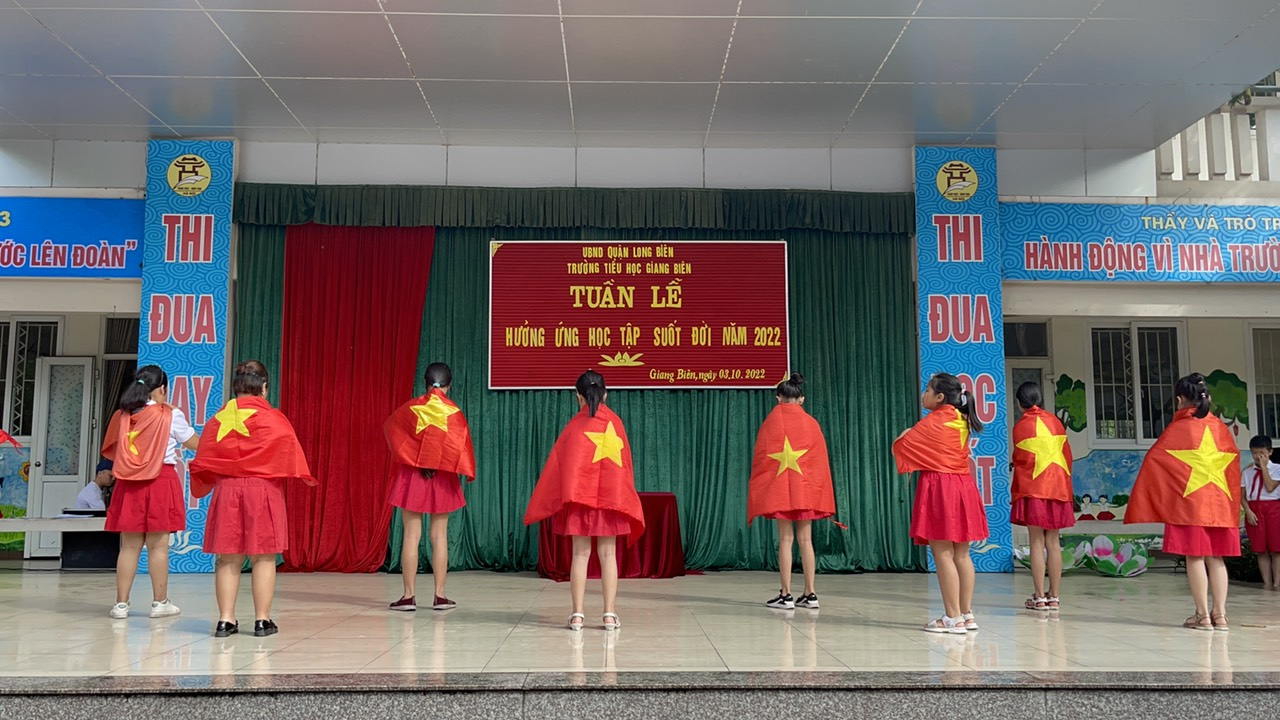 3
ƯỚC LÊN ĐOÀN"
THI
ĐUA
UBND QUẬN LONG BIÊN
TRƯỜNG TIỂU HỌC GIANG BIÊN
TUẦN LỄ
HƯỞNG ỨNG HỌC TẬP SUỐT ĐỜI NĂM 2022
Giang Biên, ngày 03.10.2022
THI
ĐUA
THẦY VÀ TRÒ TR
HÀNH ĐỘNG VÌ NHÀ TRƯỜ